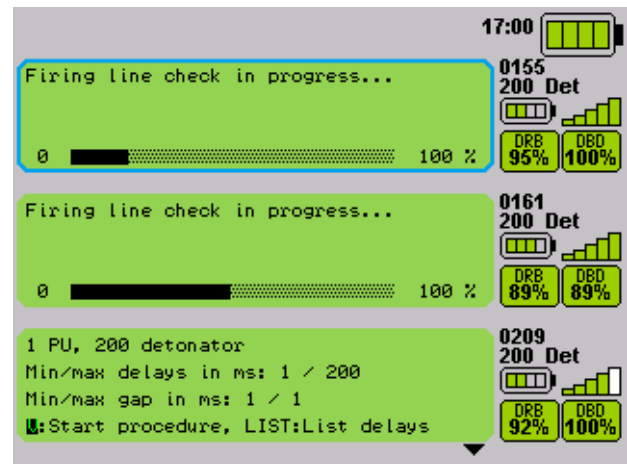 17:00
Firing line check in progress...
0 100 %
0155
200 Det
DRB DBD
95% 100%
Firing line check in progress...
0 100 %
0161
200 Det
DRB DBD
89% 89%
1 PU, 200 detonator
Min/max delays in ms: 1 / 200
Min/max gap in ms: 1 / 1
:Start procedure, LIST:List delays
0209
200 Det
DRB DBD
92% 100%